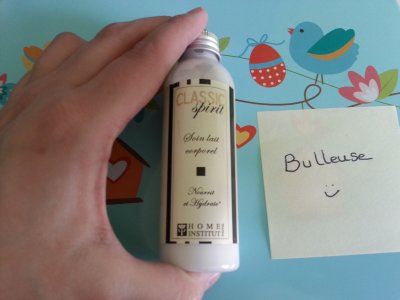 CLASSIC
spirit
Soin lait
corporel
Nourrit
et Hydrate*
HOME
INSTITUT
Bulleuse